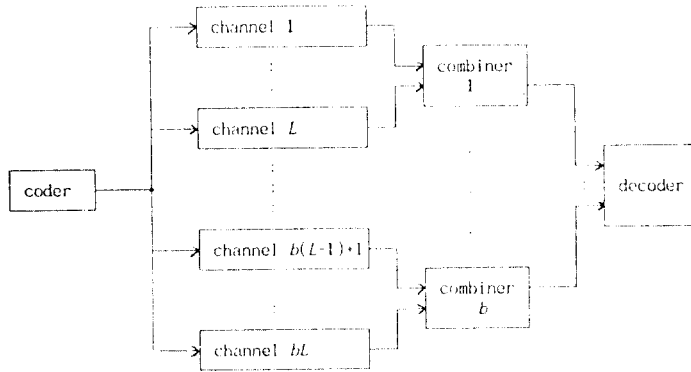 channel 1
combiner
1
channel L
coder
decoder
channel b(L-1)+1
combiner
b
channel bL